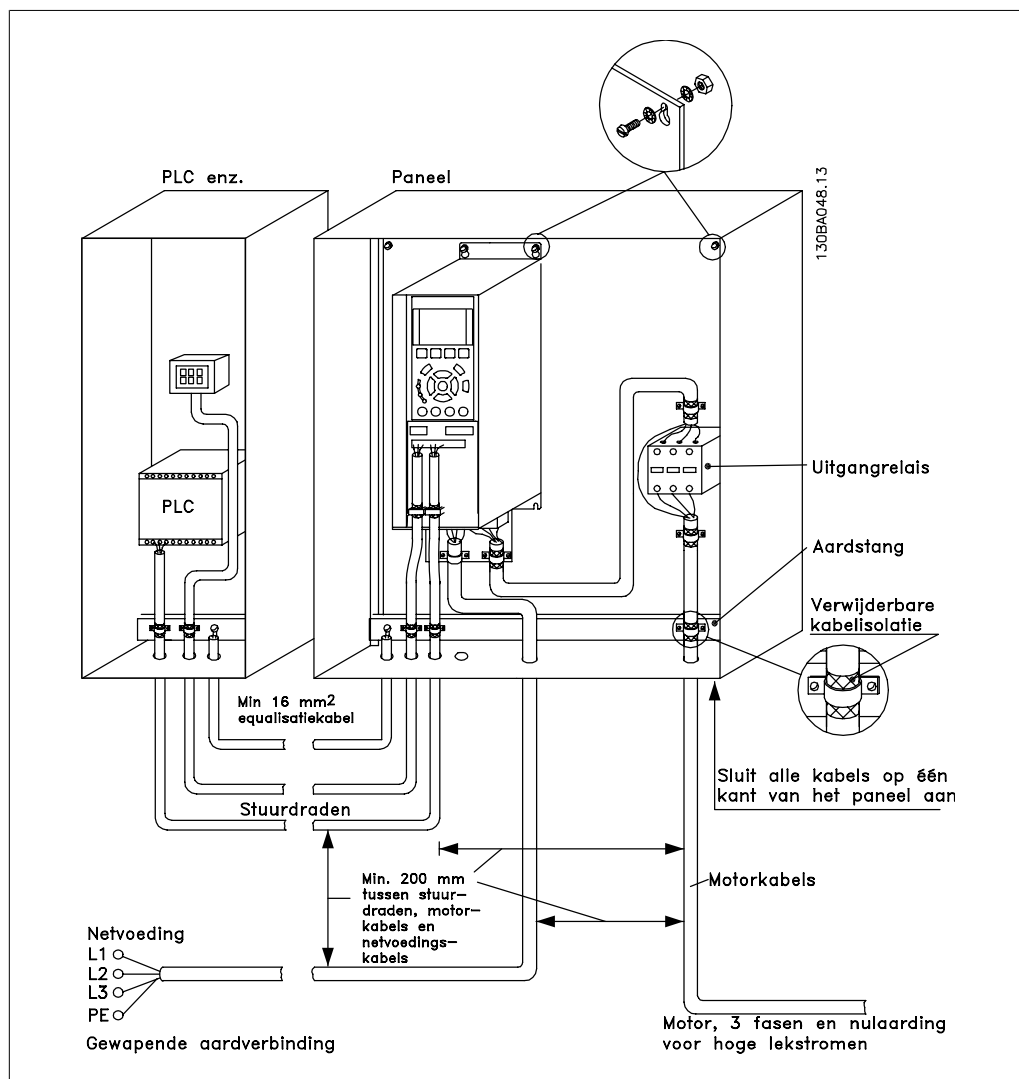 PLC enz.
Paneel
130BA048.13
PLC
Uitgangrelais
Aardstang
Verwijderbare
kabelisolatie
Min 16 mm2
equalisatiekabel
Stuurdraden
Sluit alle kabels op één
kant van het paneel aan
Min. 200 mm
tussen stuur-
draden, motor-
kabels en
netvoedings-
kabels
Motorkabels
Netvoeding
L1
L2
L3
PE
Gewapende aardverbinding
Motor, 3 fasen en nulaarding
voor hoge lekstromen